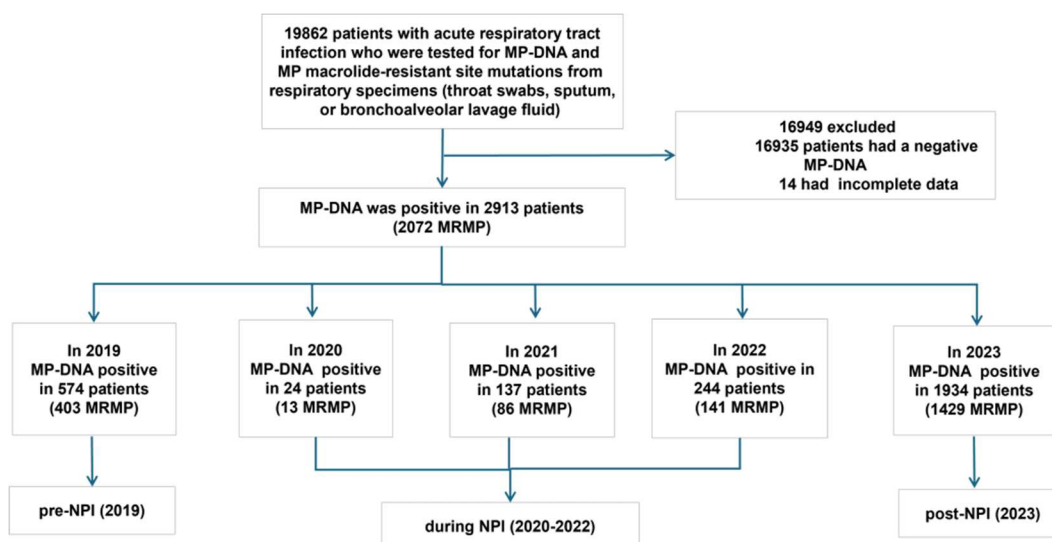 19862 patients with acute respiratory tract
infection who were tested for MP-DNA and
MP macrolide-resistant site mutations from
respiratory specimens (throat swabs, sputum,
or bronchoalveolar lavage fluid)
16949 excluded
16935 patients had a negative
MP-DNA
14 had incomplete data
MP-DNA was positive in 2913 patients
(2072 MRMP)
In 2019
MP-DNA positive
in 574 patients
(403 MRMP)
In 2020
MP-DNA positive
in 24 patients
(13 MRMP)
In 2021
MP-DNA positive
in 137 patients
(86 MRMP)
In 2022
MP-DNA positive in
244 patients
(141 MRMP)
In 2023
MP-DNA positive
in 1934 patients
(1429 MRMP)
pre-NPI (2019)
during NPI (2020-2022)
post-NPI (2023)